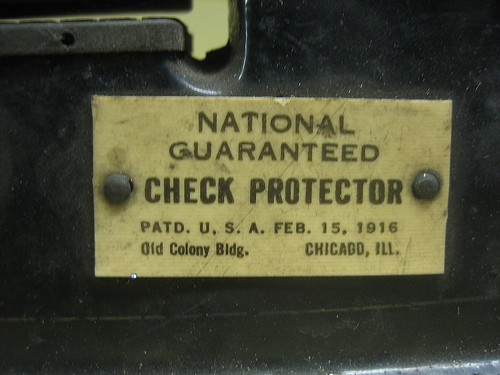 NATIONAL
GUARANTEED
CHECK PROTECTOR
PATD. U. S. A. FEB. 15, 1916
Old Colony Bldg. CHICAGO, ILL.